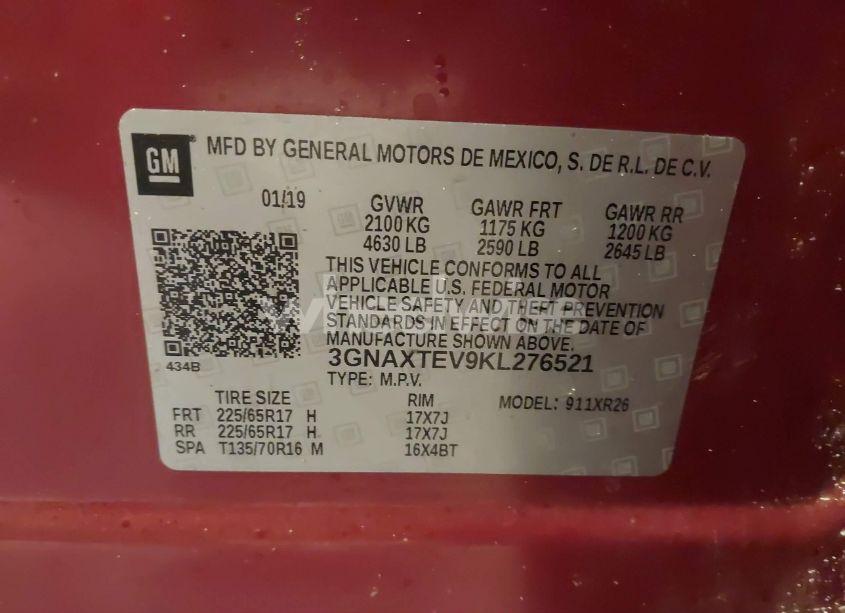 GM
MFD BY GENERAL MOTORS DE MEXICO, S. DE R.L. DE C.V.
01/19 GVWR GAWR FRT GAWR RR
2100 KG 1175 KG 1200 KG
4630 LB 2590 LB 2645 LB
THIS VEHICLE CONFORMS TO ALL
APPLICABLE U.S. FEDERAL MOTOR
VEHICLE SAFETY AND THEFT PREVENTION
STANDARDS IN EFFECT ON THE DATE OF
MANUFACTURE SHOWN ABOVE.
434B
3GNAXTEV9KL276521
TYPE: M.P.V.
TIRE SIZE RIM MODEL: 911XR26
FRT 225/65R17 H 17X7J
RR 225/65R17 H 17X7J
SPA T135/70R16 M 16X4BT